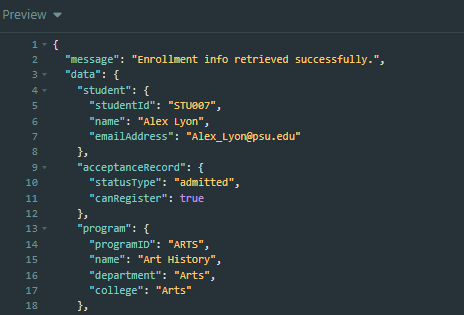 Preview
1 {
2 "message": "Enrollment info retrieved successfully.",
3 "data": {
4 "student": {
5 "studentId": "STU007",
6 "name": "Alex Lyon",
7 "emailAddress": "Alex_Lyon@psu.edu"
8 },
9 "acceptanceRecord": {
10 "statusType": "admitted",
11 "canRegister": true
12 },
13 "program": {
14 "programID": "ARTS",
15 "name": "Art History",
16 "department": "Arts",
17 "college": "Arts"
18 },